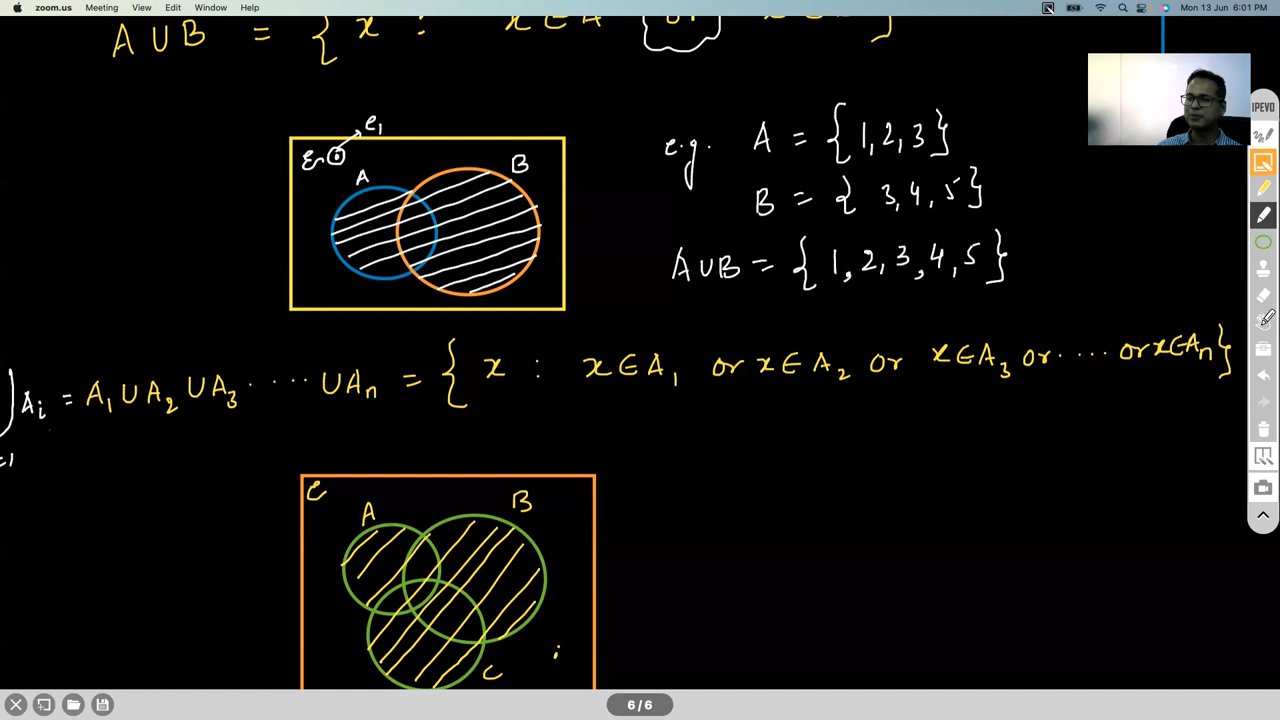 zoom.us Meeting View Edit Window Help Mon 13 Jun 6:01 PM
A ∪ B = { x : x ∈ A or
IPEVO
e1
ε
A
B
e.g. A = {1, 2, 3}
B = { 3, 4, 5}
A∪B = {1, 2, 3, 4, 5}
Ai = A1 ∪ A2 ∪ A3 ···· ∪ An = { x : x ∈ A1 or x ∈ A2 or x ∈ A3 or ···· or x ∈ An}
=1
ε
A
B
C
6/6